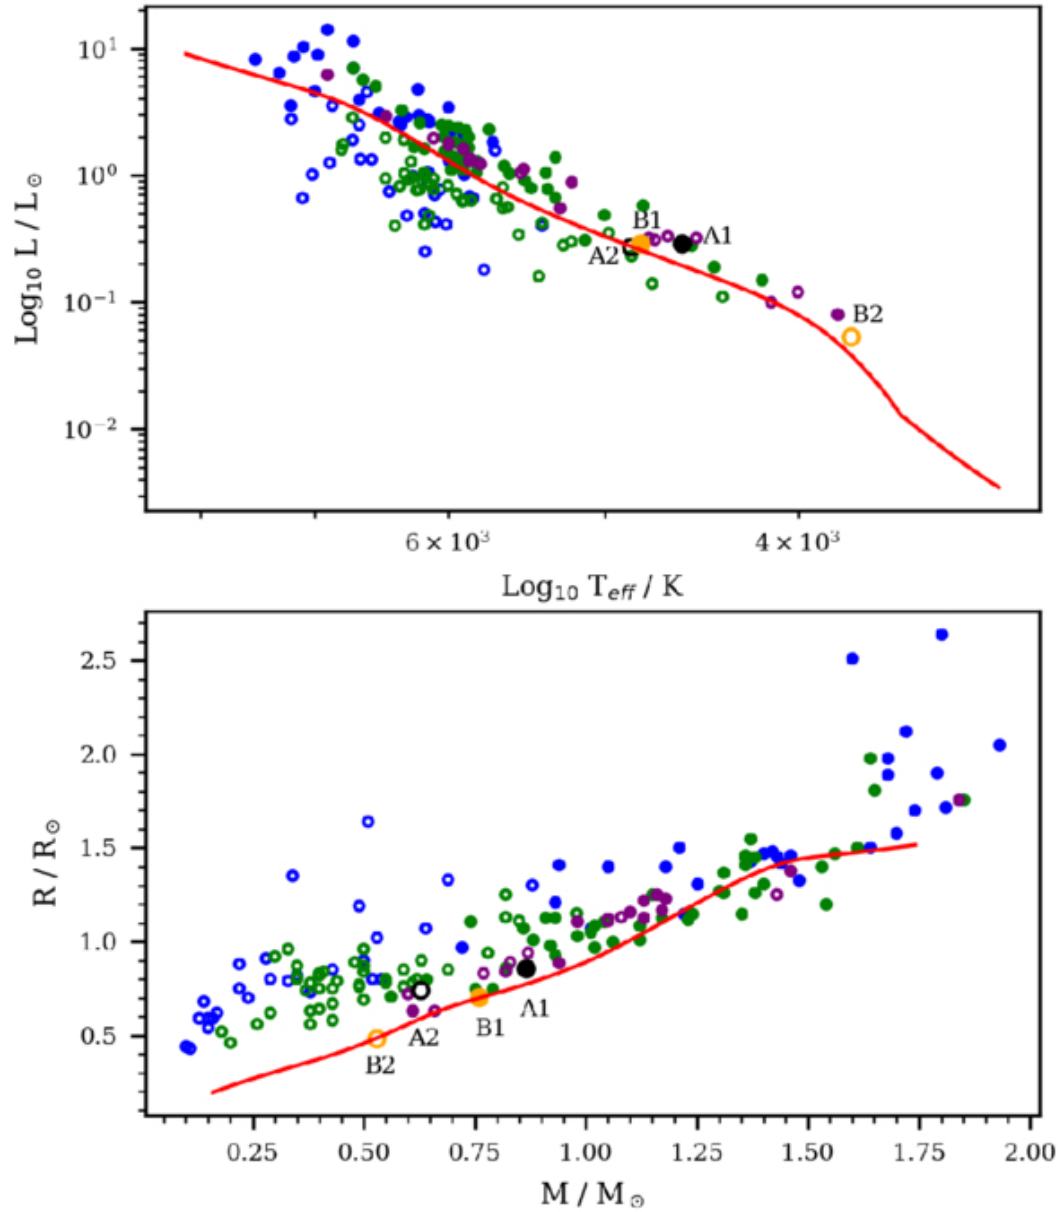 10¹
10⁰
10⁻¹
10⁻²
Log₁₀ L / L☉
B1
A1
A2
B2
6 × 10³
4 × 10³
Log₁₀ T_eff / K
2.5
2.0
1.5
1.0
0.5
R / R☉
A1
B1
A2
B2
0.25 0.50 0.75 1.00 1.25 1.50 1.75 2.00
M / M☉